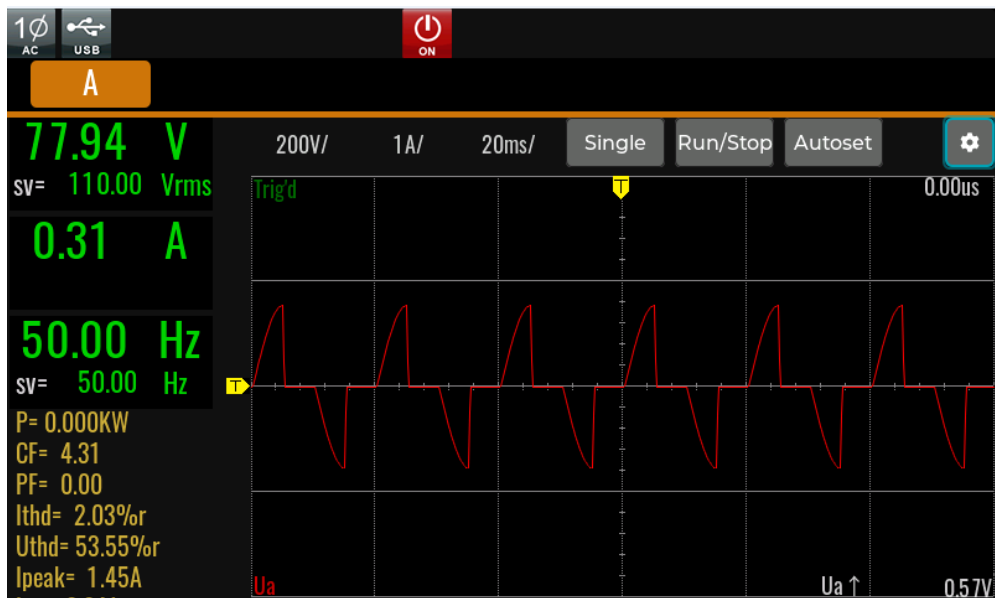 1Ø
AC
USB
ON
A
77.94 V
sv= 110.00 Vrms
0.31 A
50.00 Hz
sv= 50.00 Hz
P= 0.000KW
CF= 4.31
PF= 0.00
Ithd= 2.03%r
Uthd= 53.55%r
Ipeak= 1.45A
200V/ 1A/ 20ms/ Single Run/Stop Autoset
Trig'd T 0.00us
T
Ua Ua↑ 0.57V